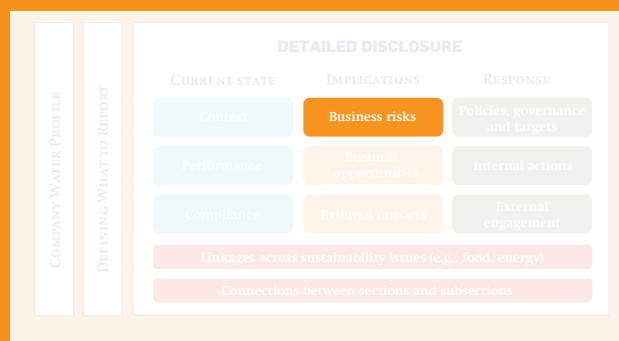 COMPANY WATER PROFILE
DEFINING WHAT TO REPORT
DETAILED DISCLOSURE
CURRENT STATE
IMPLICATIONS
RESPONSE
Context
Business risks
Policies, governance
and targets
Performance
Business
opportunities
Internal actions
Compliance
External impacts
External
engagement
Linkages across sustainability issues (e.g., food, energy)
Connections between sections and subsections